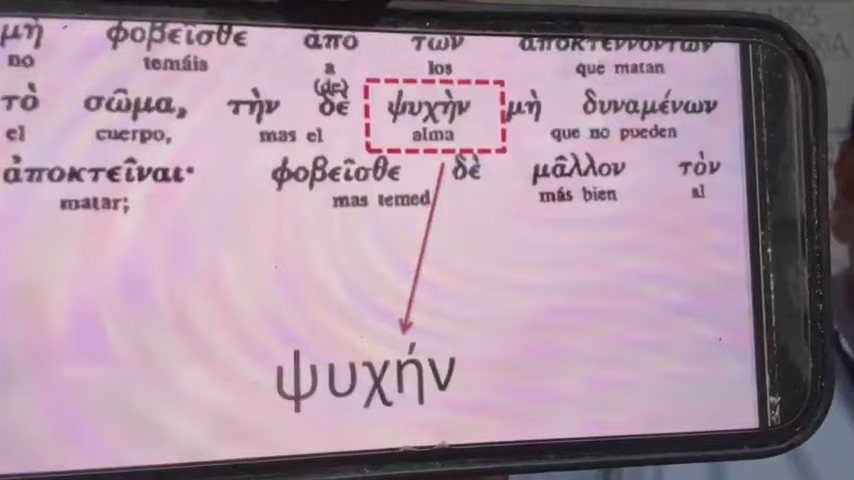 μὴ φοβεῖσθε ἀπὸ τῶν ἀποκτεννόντων
no temáis a los que matan
(de)
τὸ σῶμα, τὴν δὲ ψυχὴν μὴ δυναμένων
el cuerpo, mas el alma que no pueden
ἀποκτεῖναι· φοβεῖσθε δὲ μᾶλλον τὸν
matar; mas temed más bien al
ψυχήν